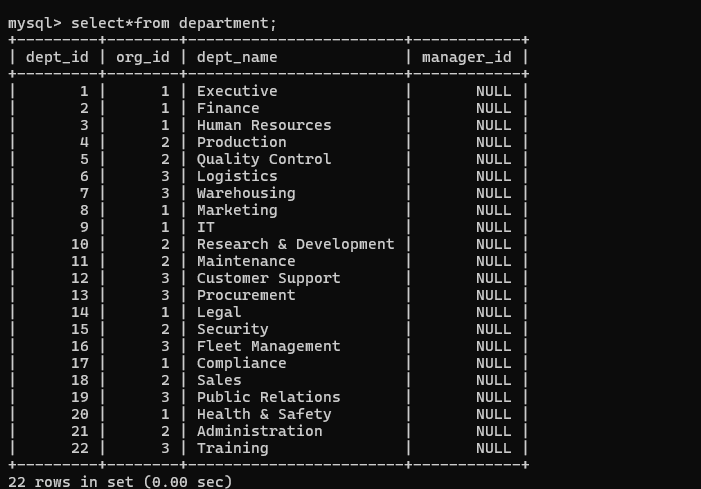 mysql> select*from department;
+---------+--------+------------------------+------------+
| dept_id | org_id | dept_name              | manager_id |
+---------+--------+------------------------+------------+
|       1 |      1 | Executive              |       NULL |
|       2 |      1 | Finance                |       NULL |
|       3 |      1 | Human Resources        |       NULL |
|       4 |      2 | Production             |       NULL |
|       5 |      2 | Quality Control        |       NULL |
|       6 |      3 | Logistics              |       NULL |
|       7 |      3 | Warehousing            |       NULL |
|       8 |      1 | Marketing              |       NULL |
|       9 |      1 | IT                     |       NULL |
|      10 |      2 | Research & Development |       NULL |
|      11 |      2 | Maintenance            |       NULL |
|      12 |      3 | Customer Support       |       NULL |
|      13 |      3 | Procurement            |       NULL |
|      14 |      1 | Legal                  |       NULL |
|      15 |      2 | Security               |       NULL |
|      16 |      3 | Fleet Management       |       NULL |
|      17 |      1 | Compliance             |       NULL |
|      18 |      2 | Sales                  |       NULL |
|      19 |      3 | Public Relations       |       NULL |
|      20 |      1 | Health & Safety        |       NULL |
|      21 |      2 | Administration         |       NULL |
|      22 |      3 | Training               |       NULL |
+---------+--------+------------------------+------------+
22 rows in set (0.00 sec)